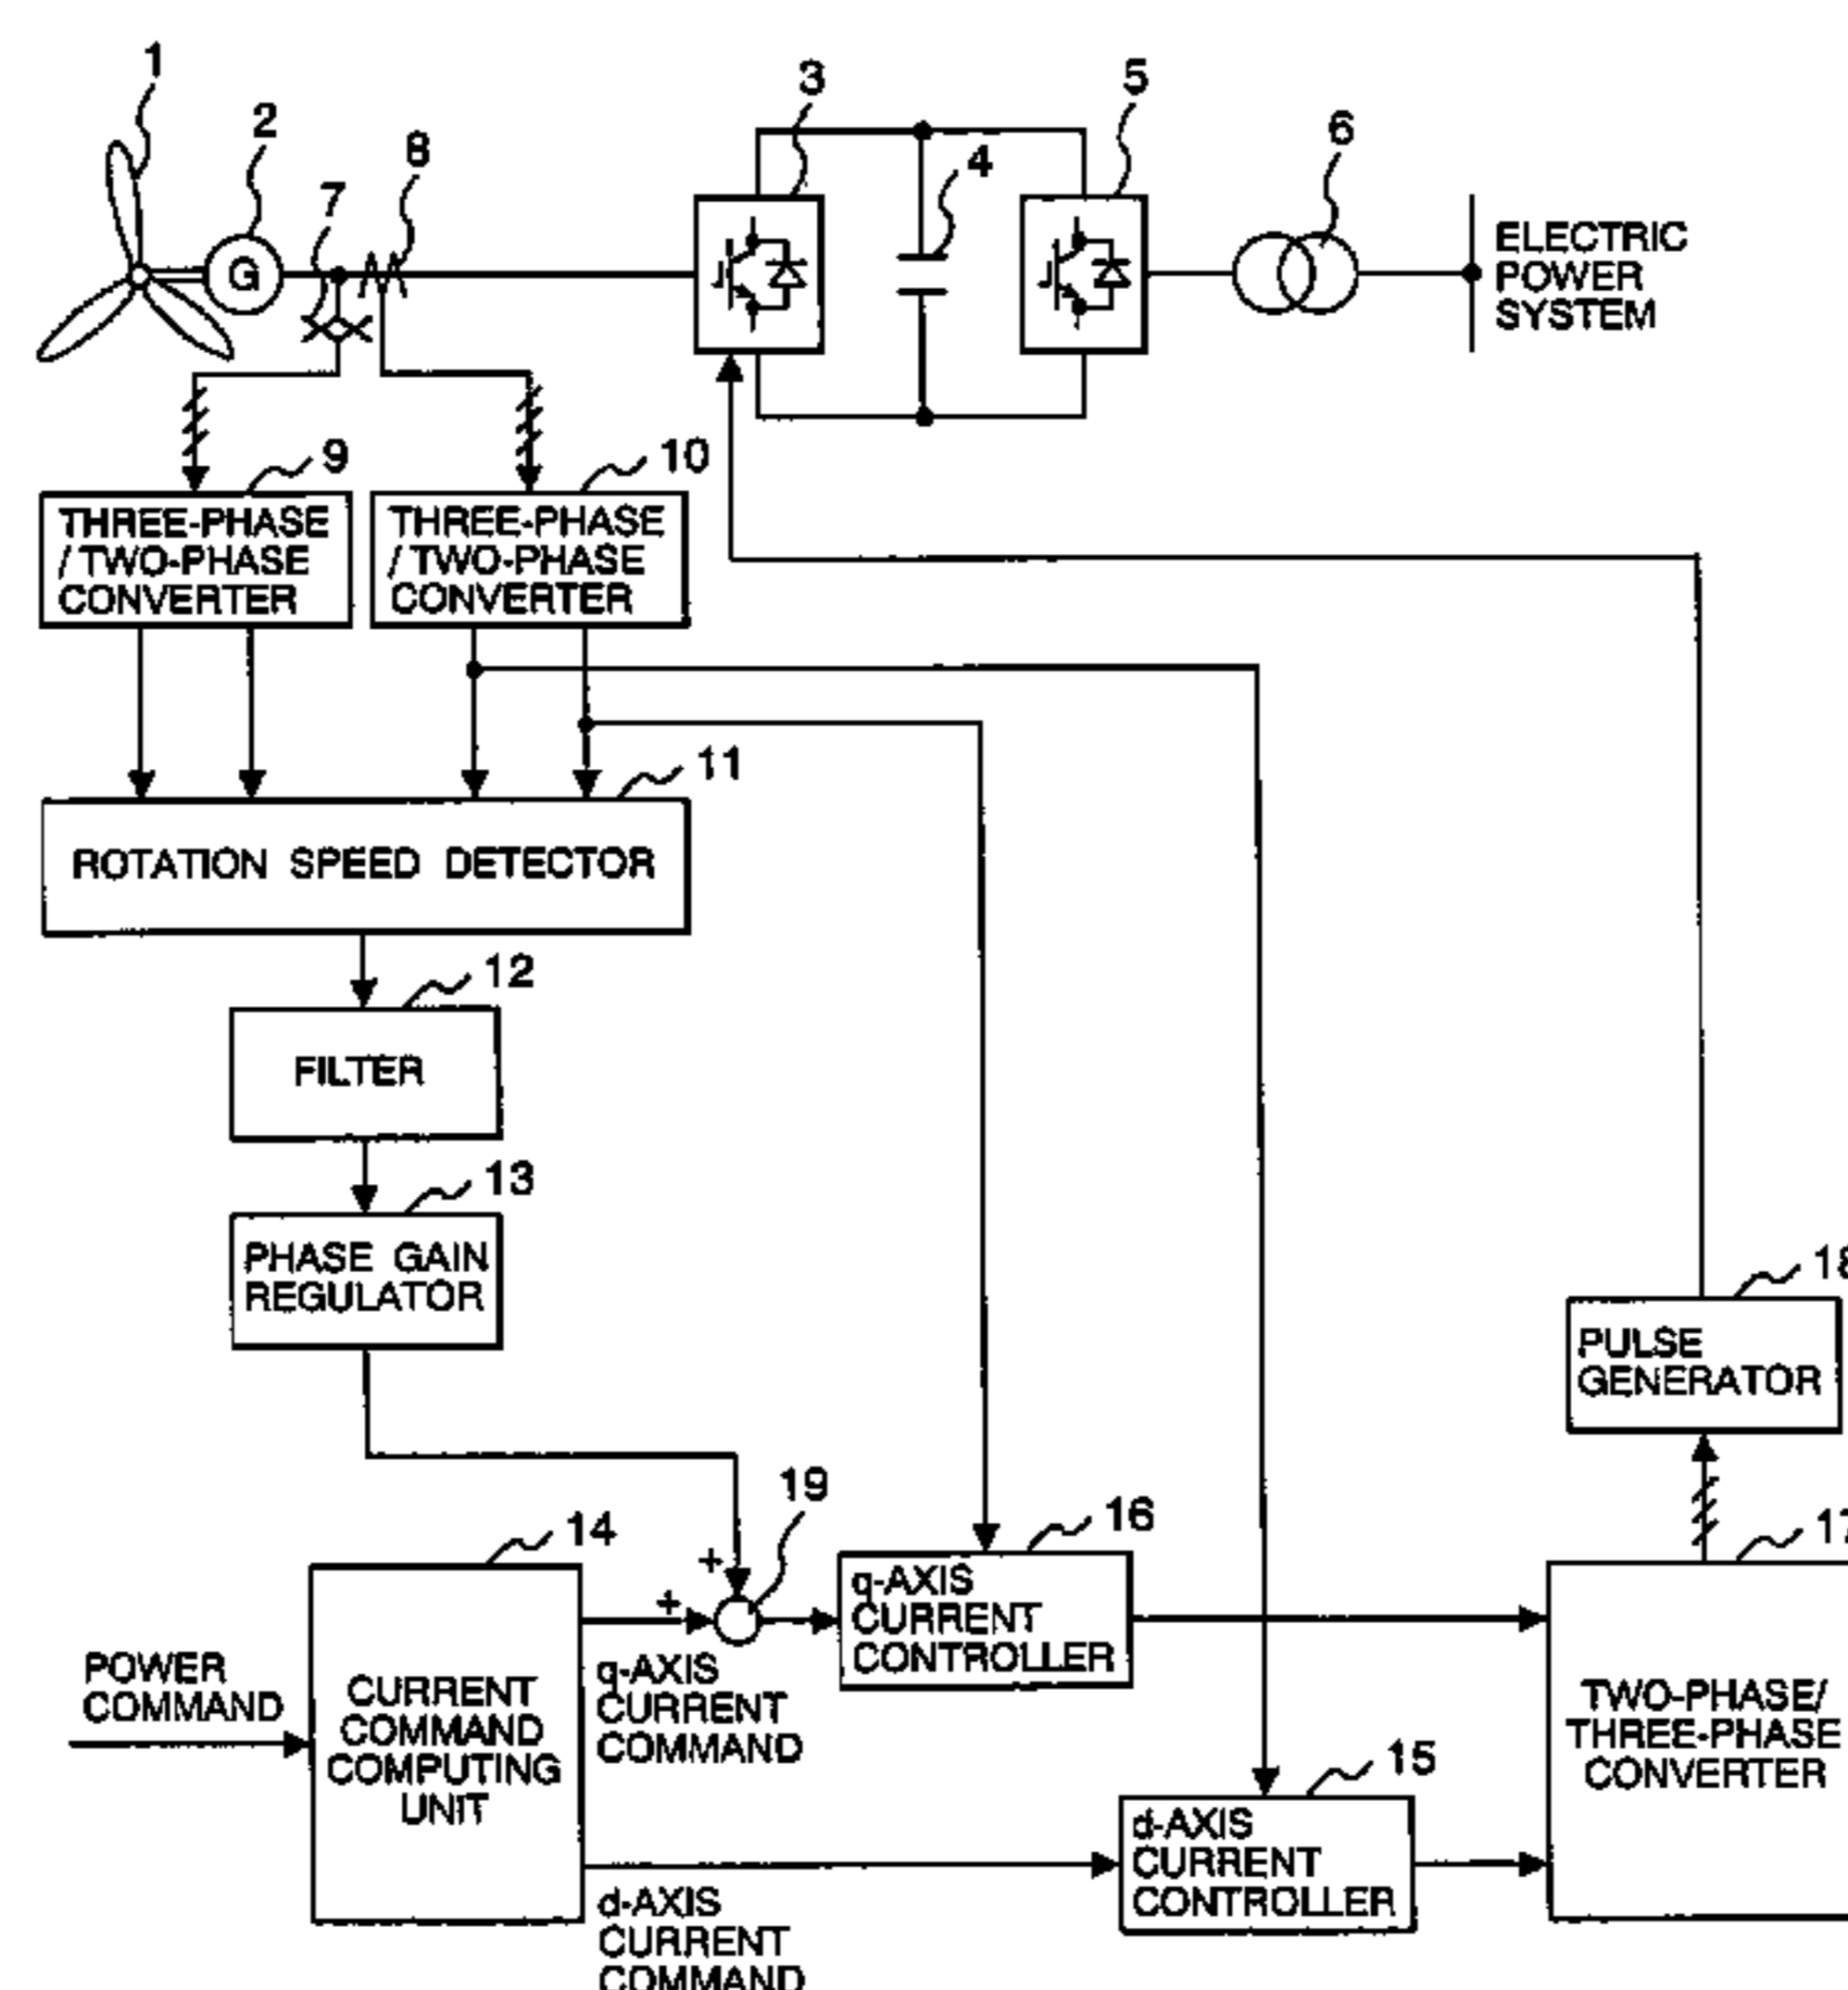 1
2
7
8
3
4
5
6
G
ELECTRIC
POWER
SYSTEM
9
10
THREE-PHASE
/TWO-PHASE
CONVERTER
THREE-PHASE
/TWO-PHASE
CONVERTER
11
ROTATION SPEED DETECTOR
12
FILTER
13
PHASE GAIN
REGULATOR
18
PULSE
GENERATOR
19
14
16
17
+
+
q-AXIS
CURRENT
CONTROLLER
POWER
COMMAND
CURRENT
COMMAND
COMPUTING
UNIT
q-AXIS
CURRENT
COMMAND
TWO-PHASE/
THREE-PHASE
CONVERTER
15
d-AXIS
CURRENT
CONTROLLER
d-AXIS
CURRENT
COMMAND